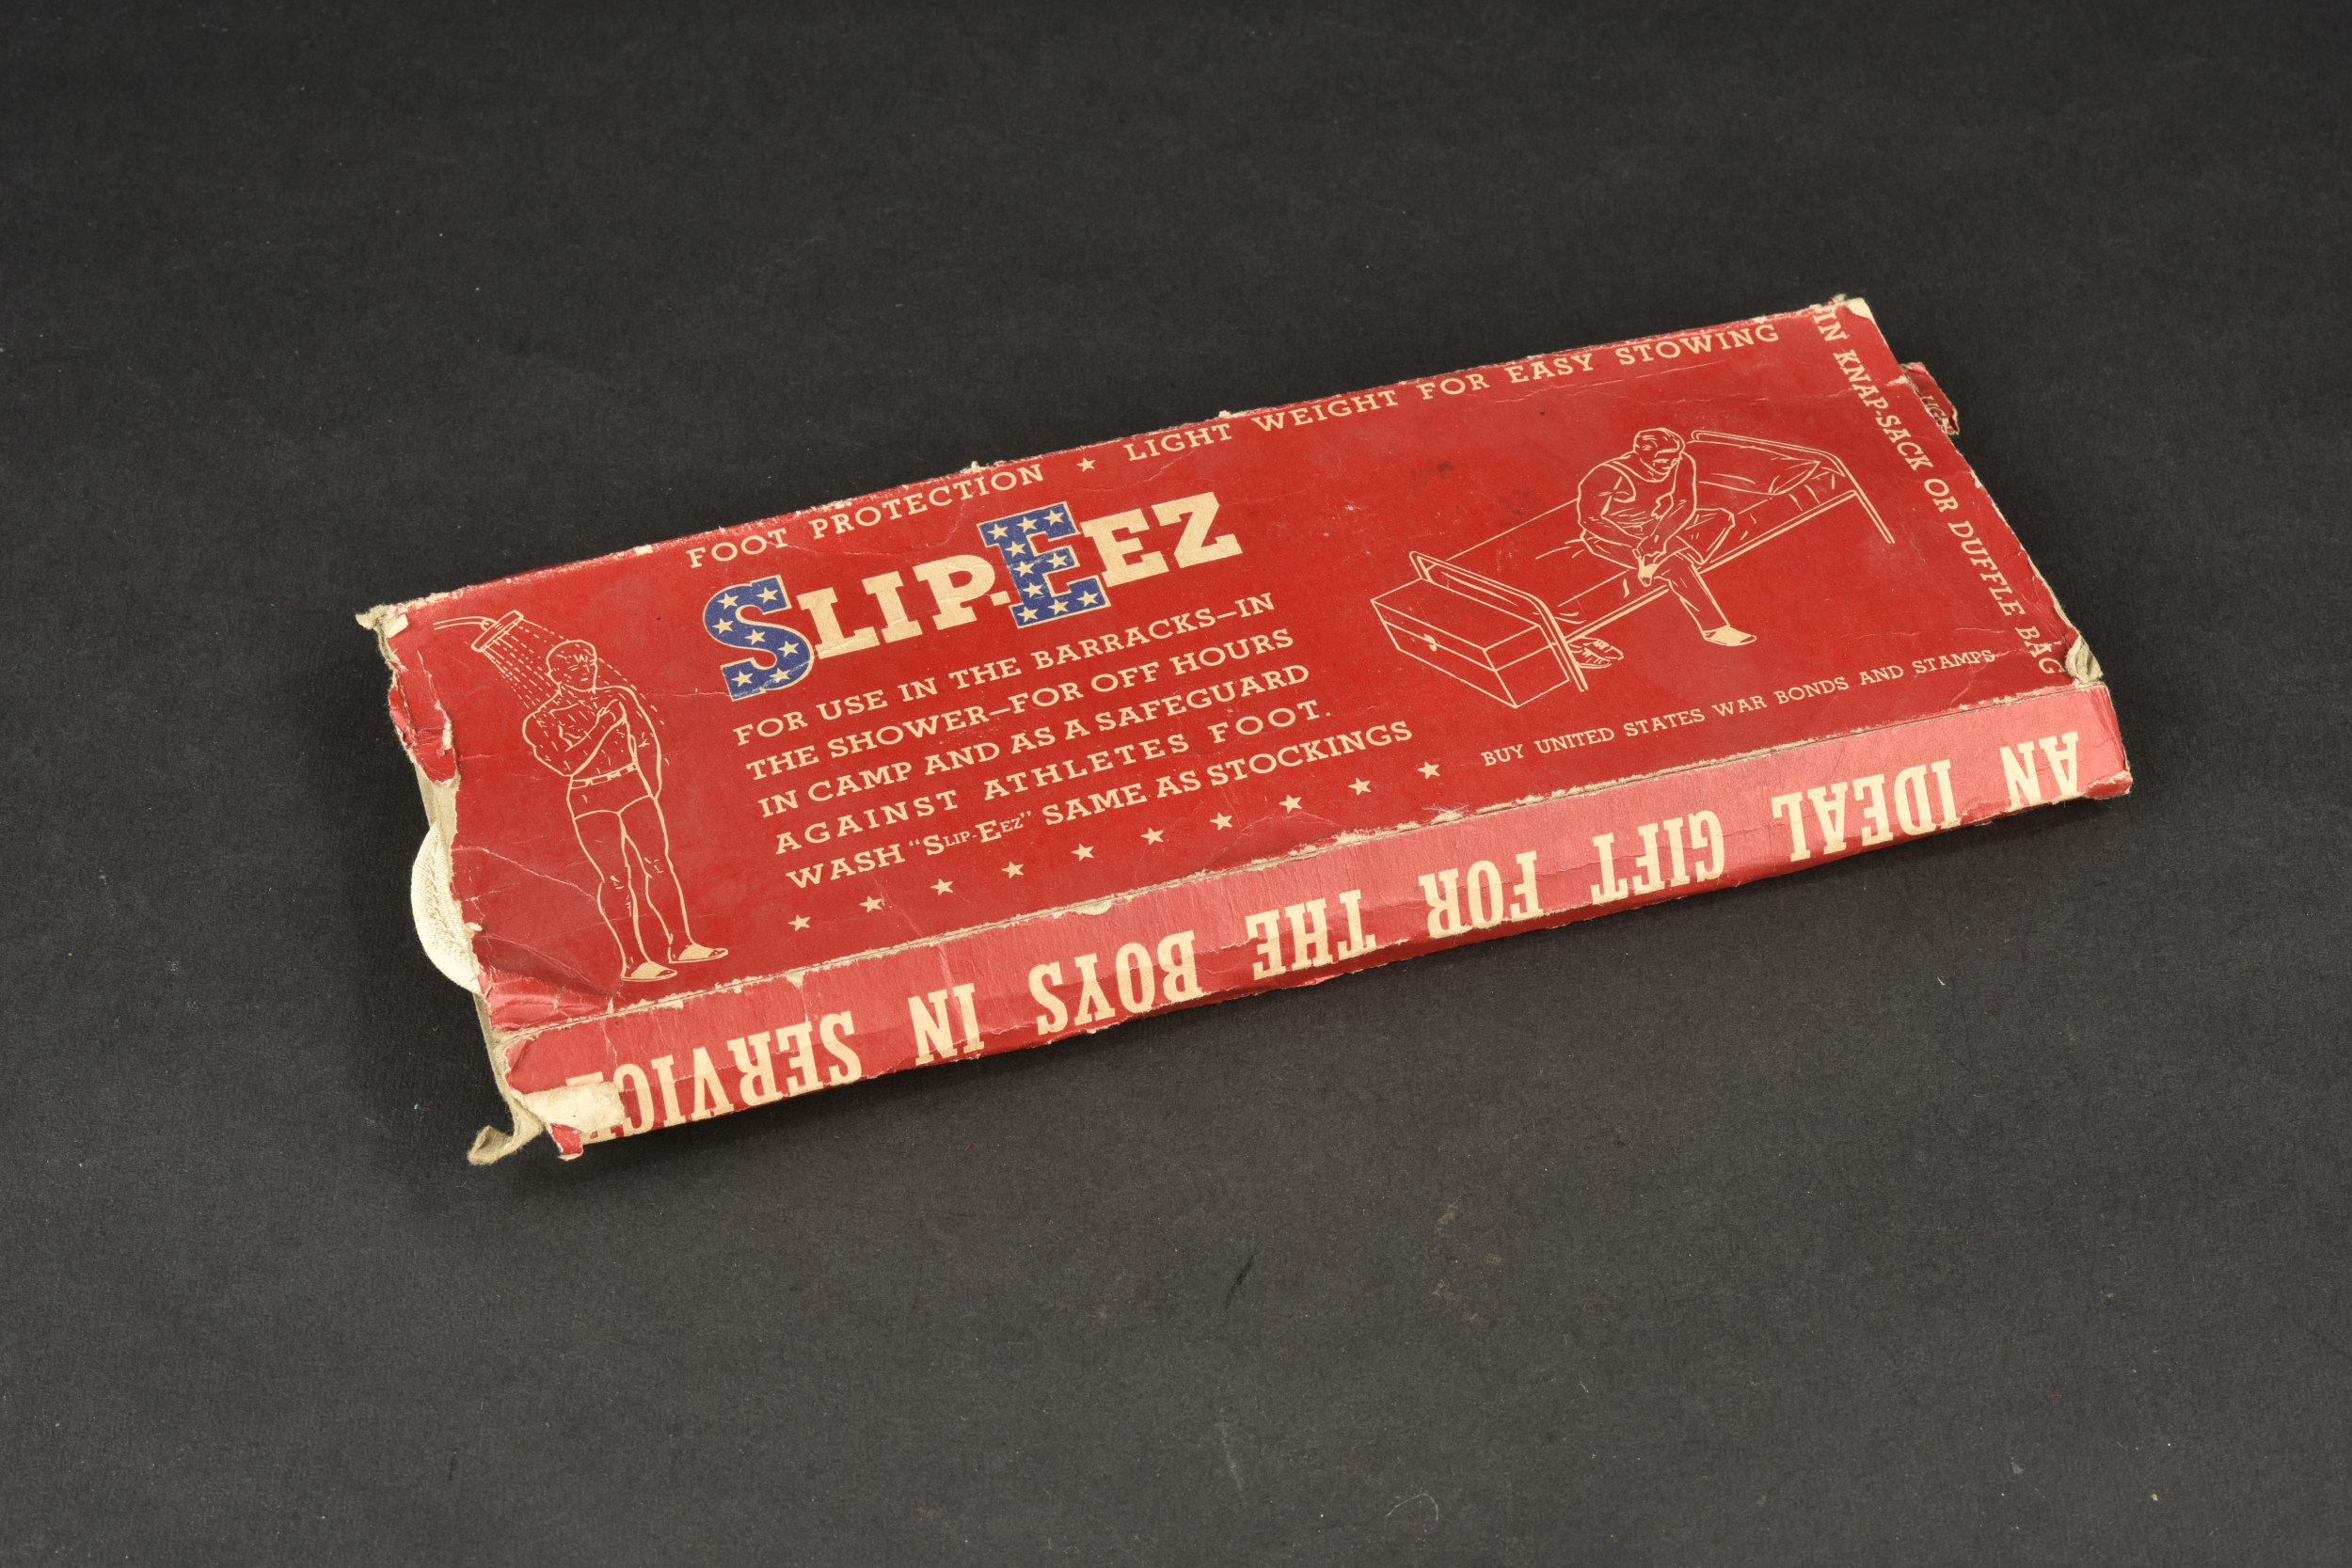 FOOT PROTECTION ★ LIGHT WEIGHT FOR EASY STOWING
IN KNAP-SACK OR DUFFLE BAG
SLIP-EEZ
FOR USE IN THE BARRACKS—IN
THE SHOWER—FOR OFF HOURS
IN CAMP AND AS A SAFEGUARD
AGAINST ATHLETES FOOT.
WASH "SLIP-EEZ" SAME AS STOCKINGS
BUY UNITED STATES WAR BONDS AND STAMPS
AN IDEAL GIFT FOR THE BOYS IN SERVICE